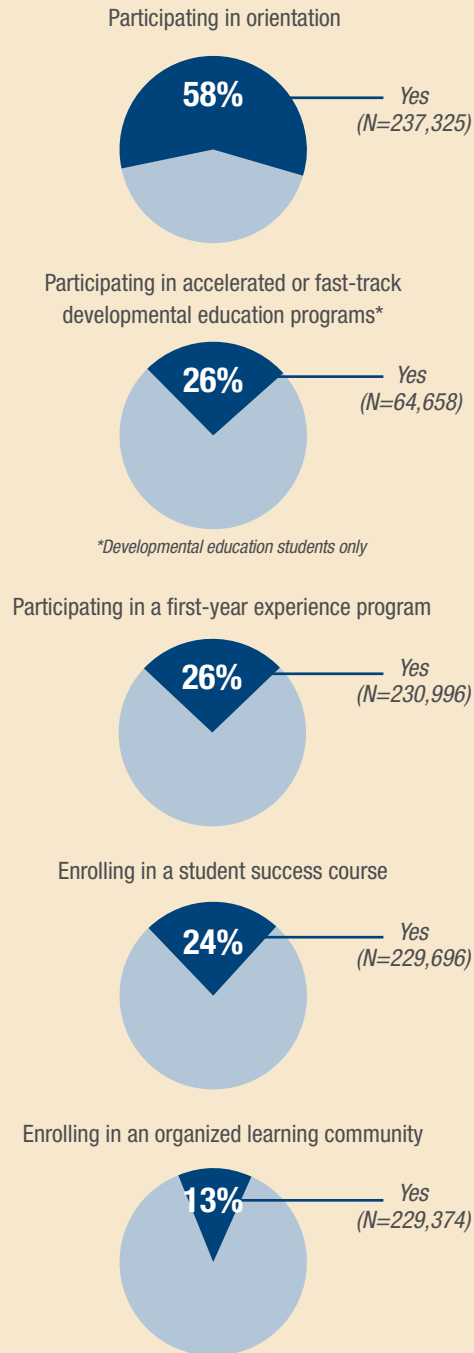 Participating in orientation
58%
Yes
(N=237,325)
Participating in accelerated or fast-track
developmental education programs*
26%
Yes
(N=64,658)
*Developmental education students only
Participating in a first-year experience program
26%
Yes
(N=230,996)
Enrolling in a student success course
24%
Yes
(N=229,696)
Enrolling in an organized learning community
13%
Yes
(N=229,374)